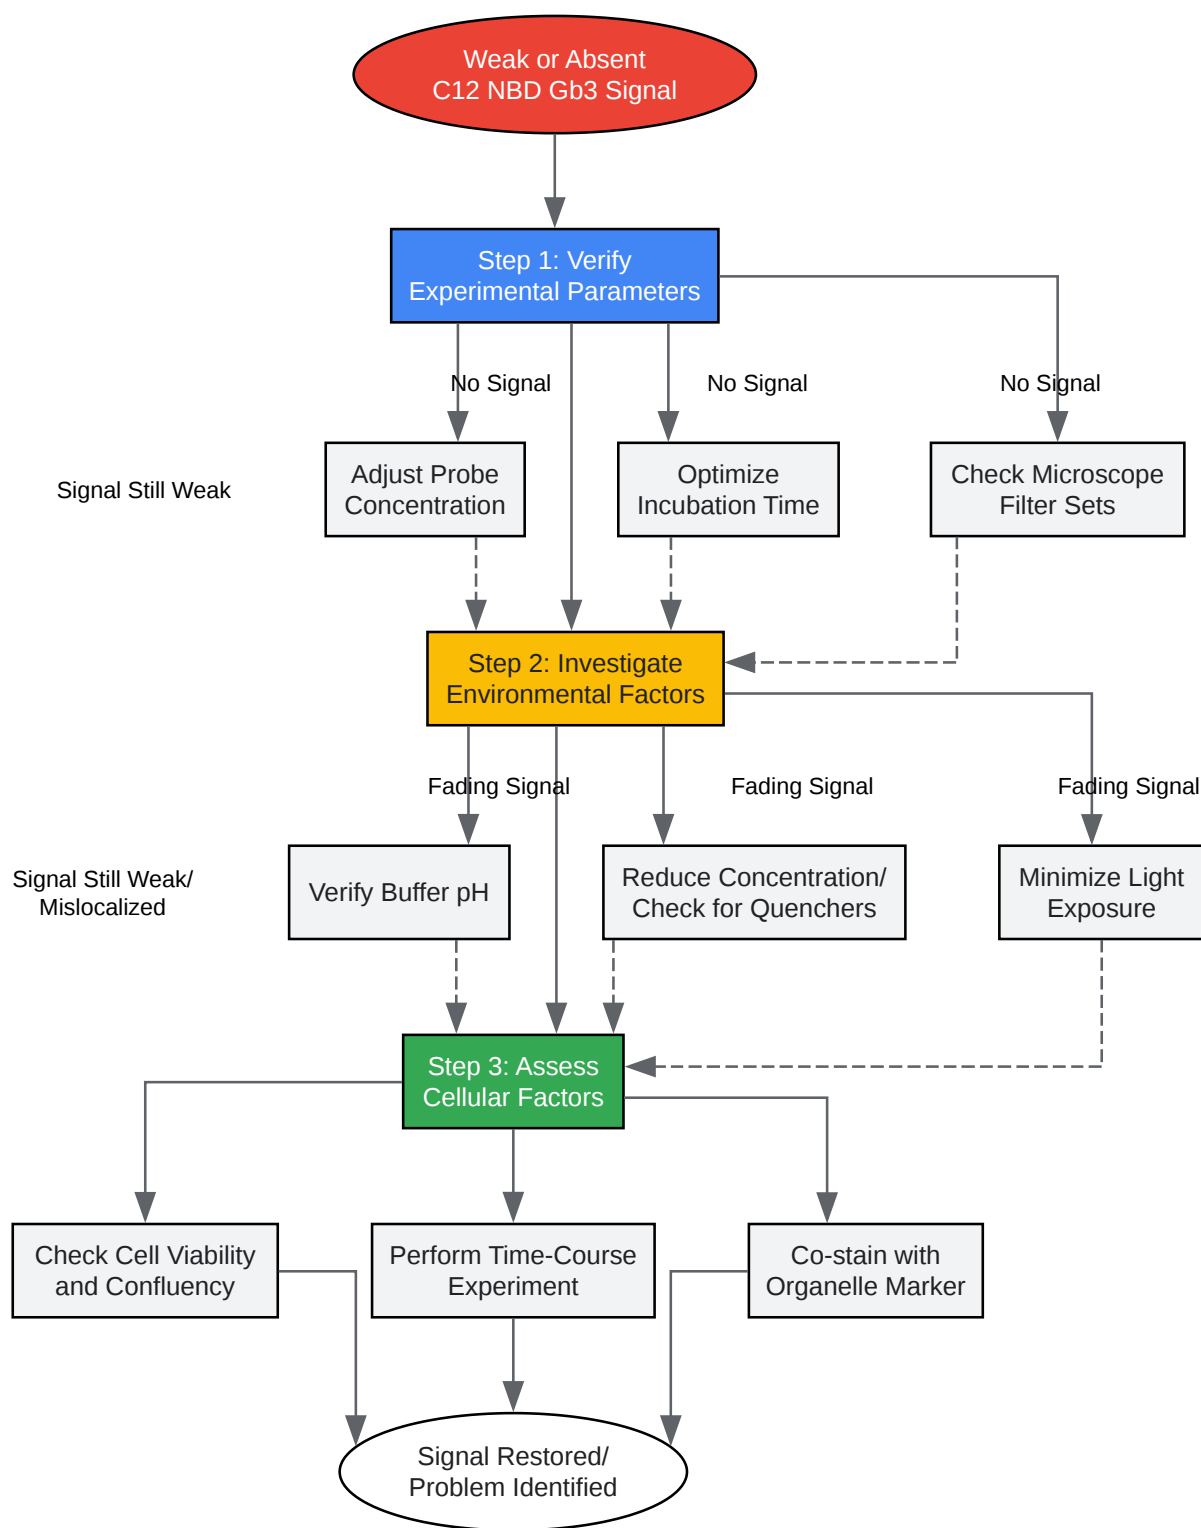 Weak or Absent
C12 NBD Gb3 Signal
Step 1: Verify
Experimental Parameters
No Signal
No Signal
No Signal
Signal Still Weak
Adjust Probe
Concentration
Optimize
Incubation Time
Check Microscope
Filter Sets
Step 2: Investigate
Environmental Factors
Fading Signal
Fading Signal
Fading Signal
Signal Still Weak/
Mislocalized
Verify Buffer pH
Reduce Concentration/
Check for Quenchers
Minimize Light
Exposure
Step 3: Assess
Cellular Factors
Check Cell Viability
and Confluency
Perform Time-Course
Experiment
Co-stain with
Organelle Marker
Signal Restored/
Problem Identified